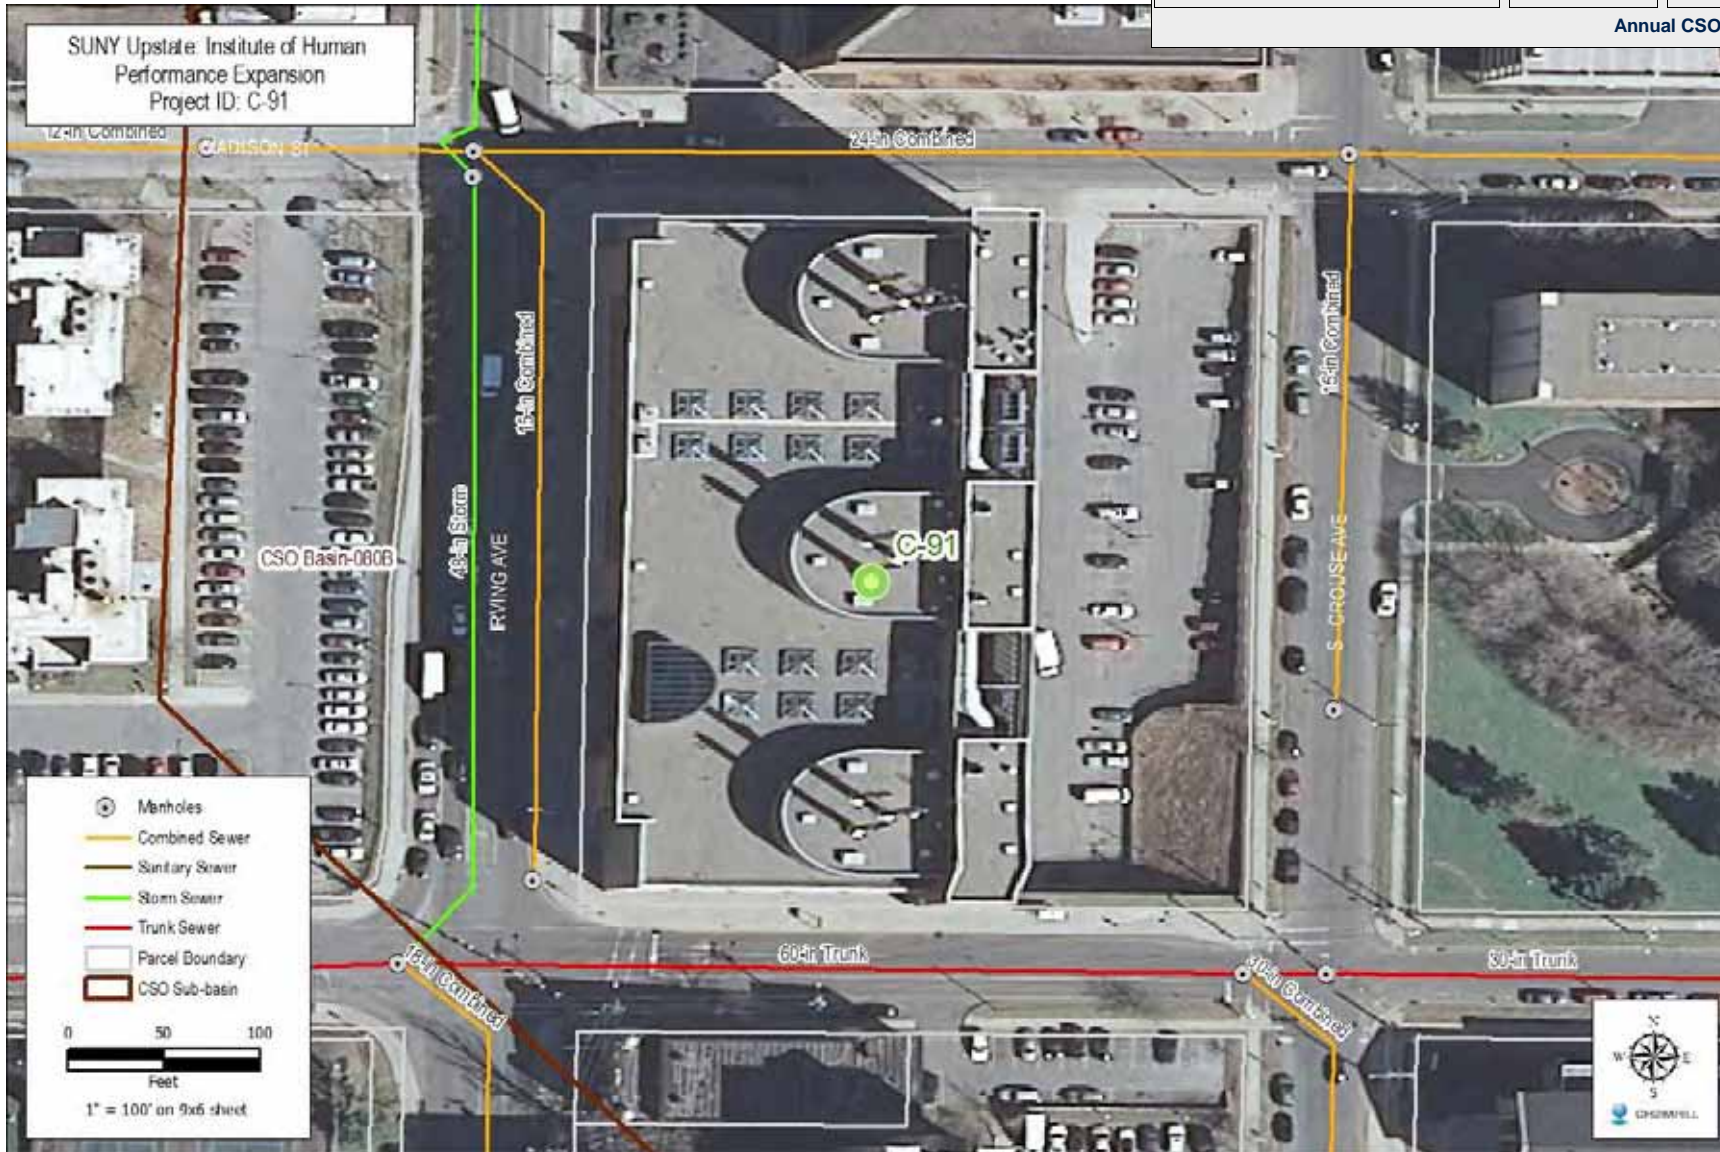 Annual CSO
SUNY Upstate: Institute of Human
Performance Expansion
Project ID: C-91
12-in Combined
MADISON ST
24-in Combined
15-in Combined
15-in Combined
48-in Storm
IRVING AVE
C-91
CSO Basin-080B
S CROUSE AVE
Manholes
Combined Sewer
Sanitary Sewer
Storm Sewer
Trunk Sewer
Parcel Boundary
CSO Sub-basin
0 50 100
Feet
1" = 100' on 9x6 sheet
18-in Combined
60-in Trunk
30-in Trunk
N
W E
S
CH2MHILL